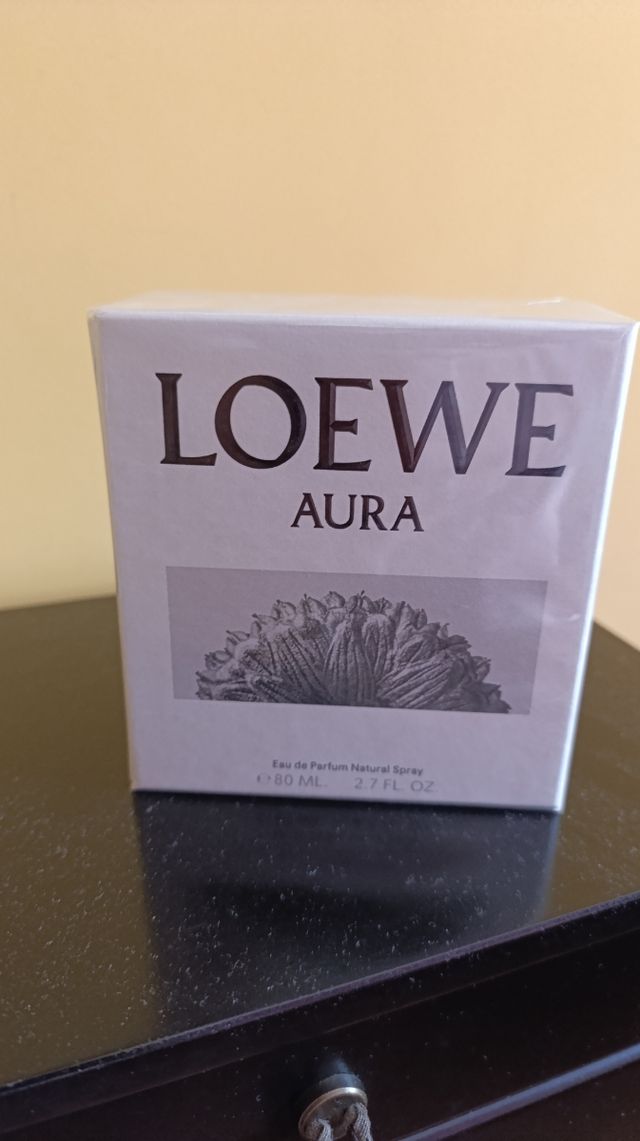 LOEWE
AURA
Eau de Parfum Natural Spray
℮ 80 ML. 2.7 FL. OZ.